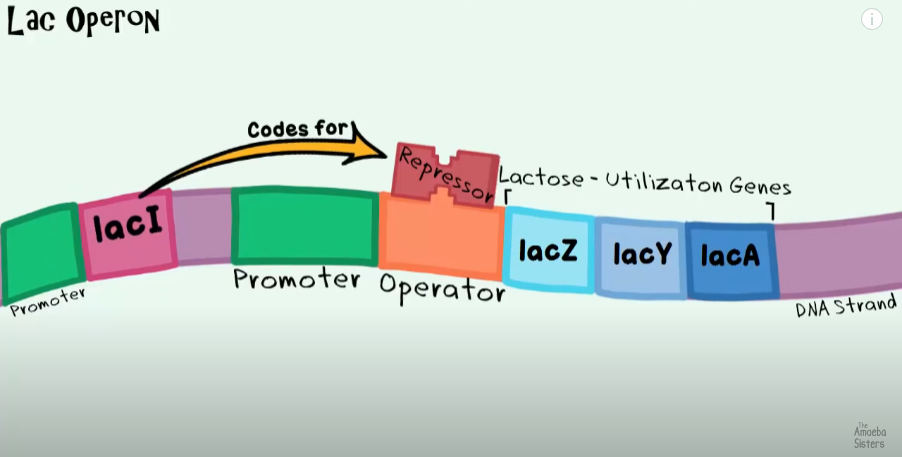 Lac Operon
i
Codes for
Repressor
Lactose - Utilizaton Genes
lacI
lacZ
lacY
lacA
Promoter
Promoter
Operator
DNA Strand
The
Amoeba
Sisters